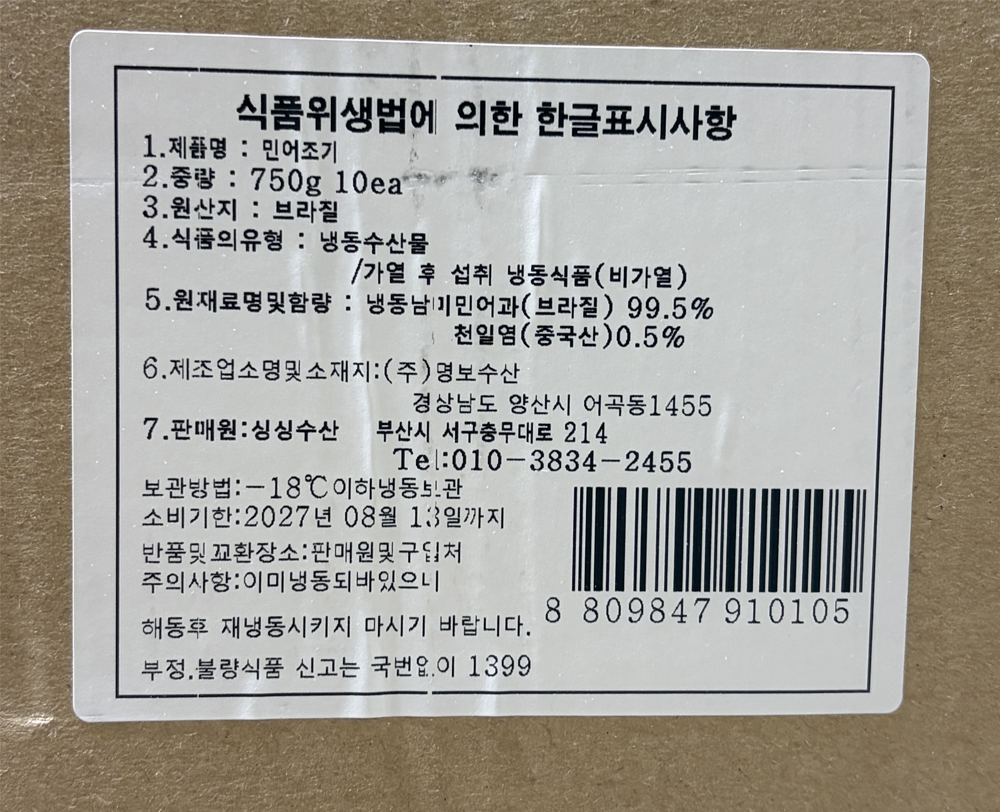 식품위생법에 의한 한글표시사항
1.제품명 : 민어조기
2.중량 : 750g 10ea
3.원산지 : 브라질
4.식품의유형 : 냉동수산물
/가열 후 섭취 냉동식품(비가열)
5.원재료명및함량 : 냉동남미민어과(브라질) 99.5%
천일염(중국산)0.5%
6.제조업소명및소재지:(주)명보수산
경상남도 양산시 어곡동1455
7.판매원:싱싱수산 부산시 서구충무대로 214
Tel:010-3834-2455
보관방법:-18℃이하냉동보관
소비기한:2027년 08월 13일까지
반품및교환장소:판매원및구입처
주의사항:이미냉동되바있으니
해동후 재냉동시키지 마시기 바랍니다.
부정.불량식품 신고는 국번없이 1399
8 809847 910105